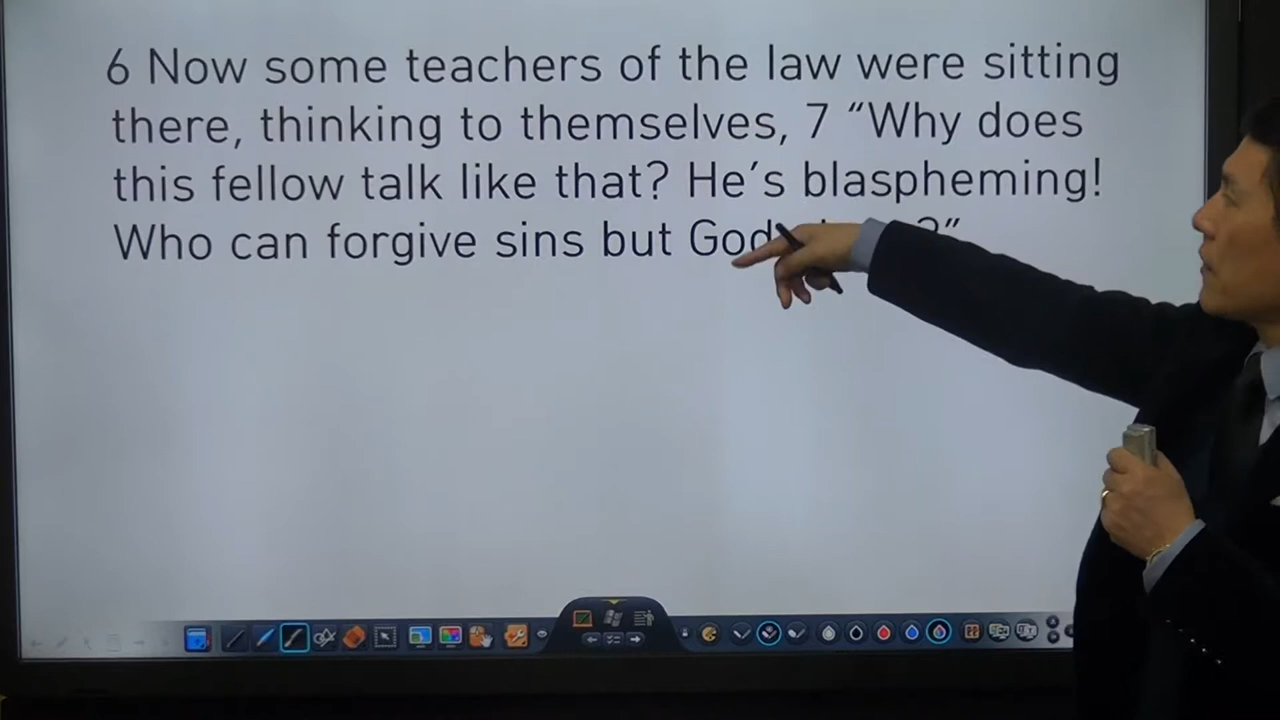 6 Now some teachers of the law were sitting
there, thinking to themselves, 7 “Why does
this fellow talk like that? He’s blaspheming!
Who can forgive sins but God ?”